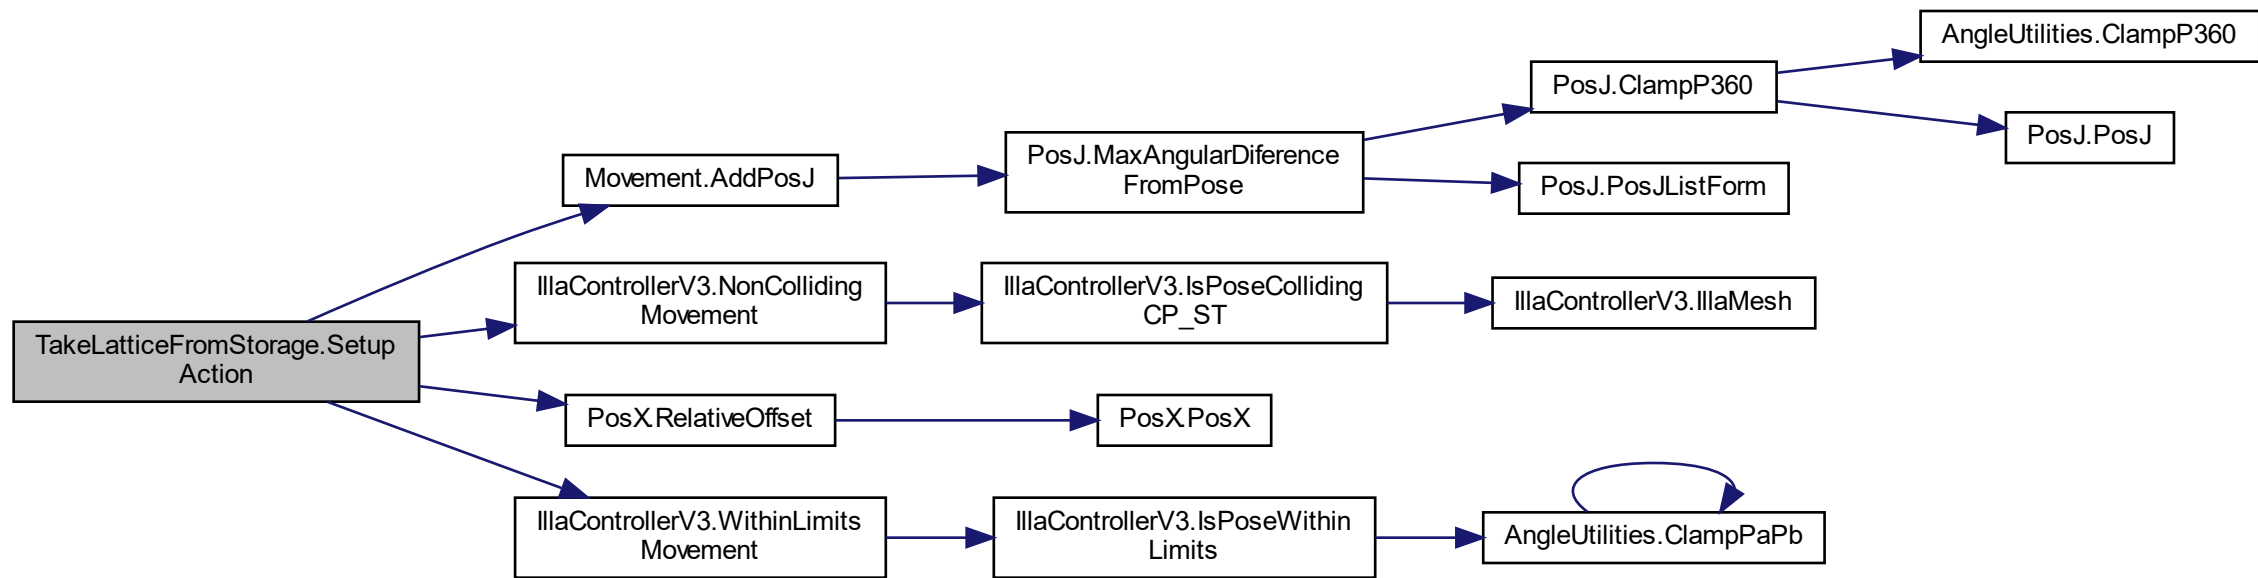 AngleUtilities.ClampP360
PosJ.ClampP360
PosJ.PosJ
PosJ.MaxAngularDiference
FromPose
Movement.AddPosJ
PosJ.PosJListForm
IllaControllerV3.NonColliding
Movement
IllaControllerV3.IsPoseColliding
CP_ST
IllaControllerV3.IllaMesh
TakeLatticeFromStorage.Setup
Action
PosX.RelativeOffset
PosX.PosX
IllaControllerV3.WithinLimits
Movement
IllaControllerV3.IsPoseWithin
Limits
AngleUtilities.ClampPaPb